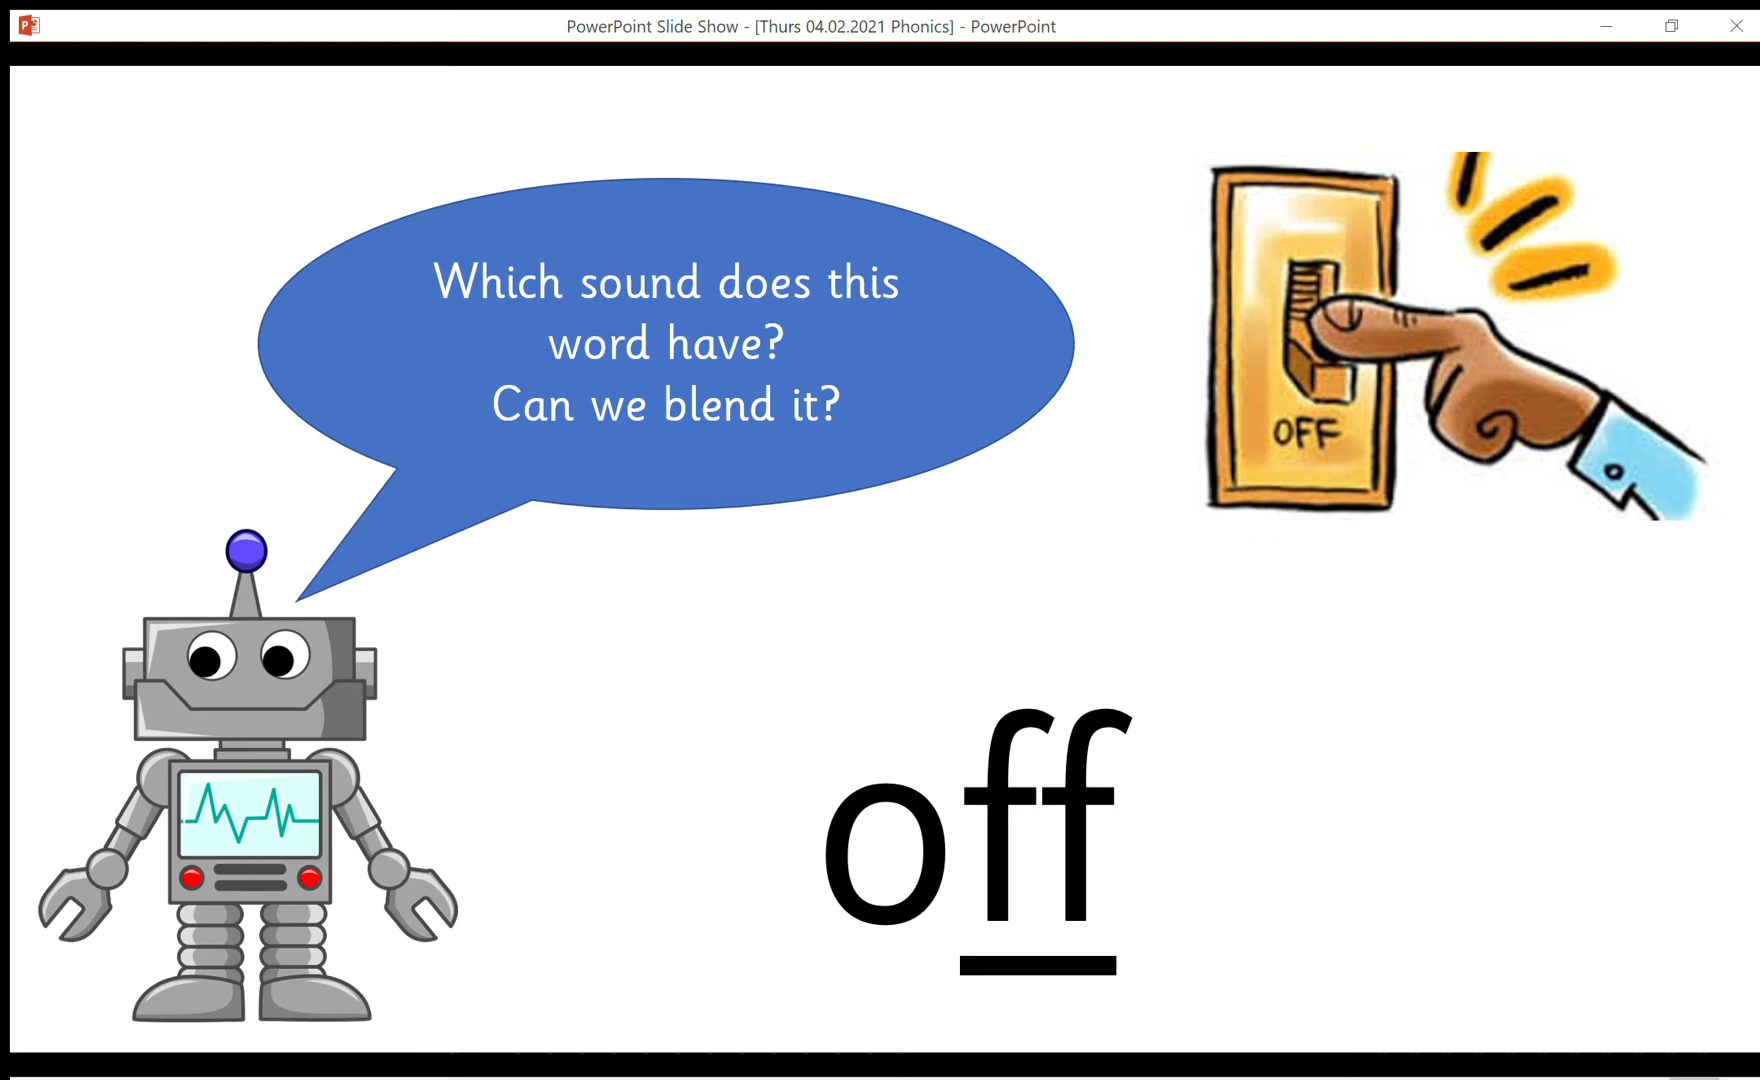 PowerPoint Slide Show - [Thurs 04.02.2021 Phonics] - PowerPoint
Which sound does this
word have?
Can we blend it?
OFF
off